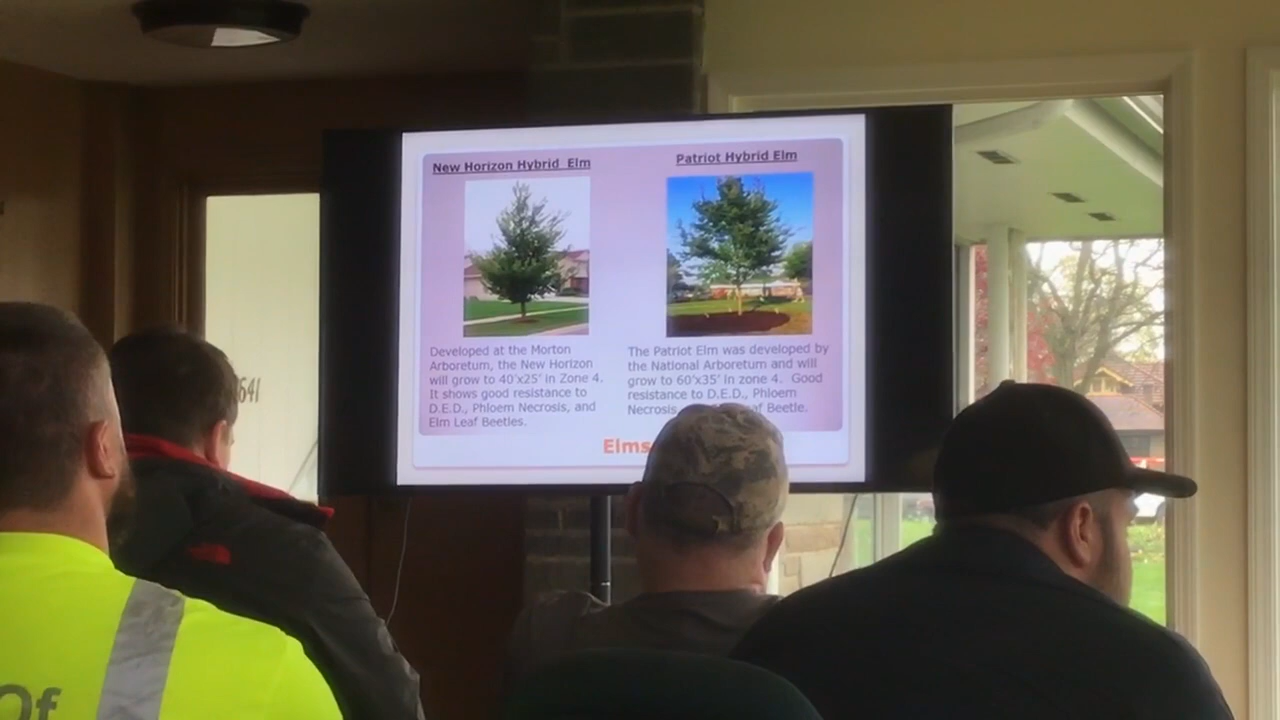 New Horizon Hybrid Elm
Developed at the Morton
Arboretum, the New Horizon
will grow to 40'x25' in Zone 4.
It shows good resistance to
D.E.D., Phloem Necrosis, and
Elm Leaf Beetles.
Patriot Hybrid Elm
The Patriot Elm was developed by
the National Arboretum and will
grow to 60'x35' in zone 4. Good
resistance to D.E.D., Phloem
Necrosis, Beetle.
Elms
641
Of